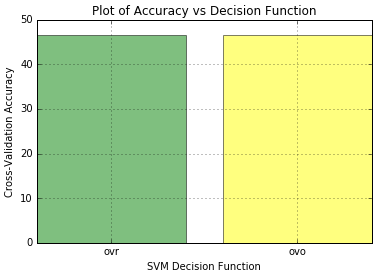 Plot of Accuracy vs Decision Function
50
40
30
20
10
0
Cross-Validation Accuracy
ovr
ovo
SVM Decision Function